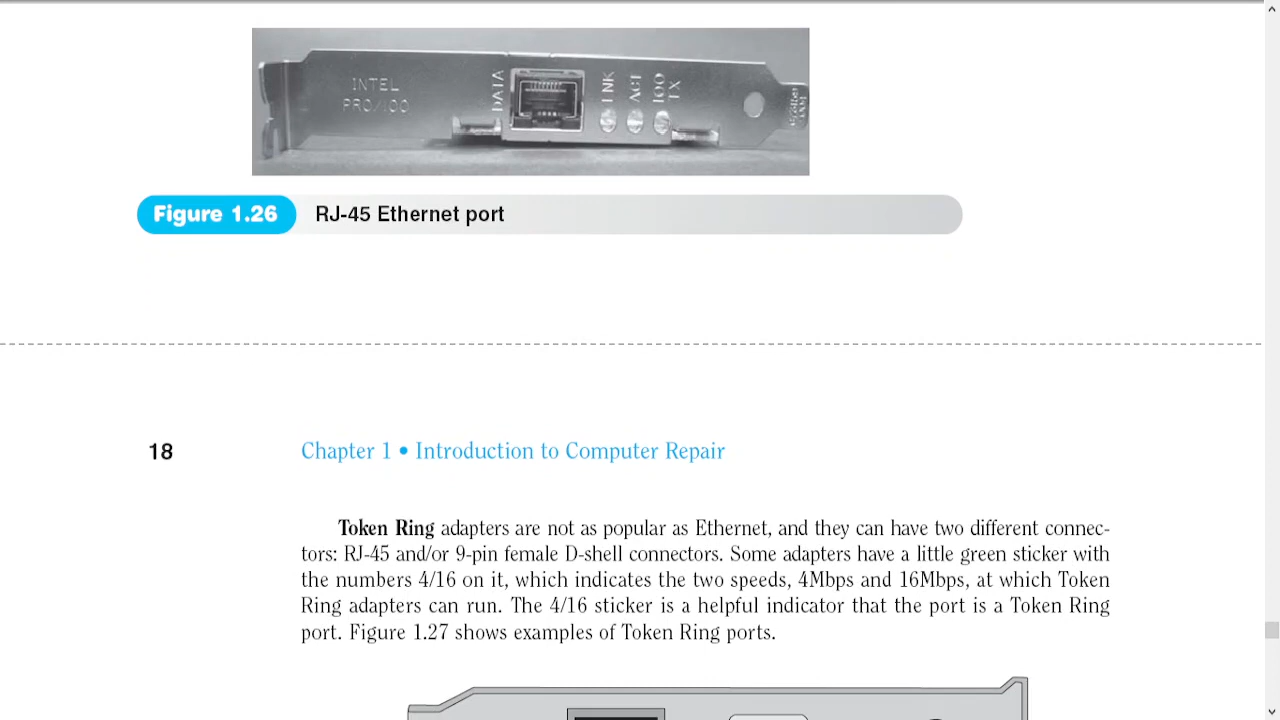 INTEL
PRO/100
DATA
LNK
ACT
100
TX
Figure 1.26 RJ-45 Ethernet port
18 Chapter 1 • Introduction to Computer Repair
Token Ring adapters are not as popular as Ethernet, and they can have two different connec-
tors: RJ-45 and/or 9-pin female D-shell connectors. Some adapters have a little green sticker with
the numbers 4/16 on it, which indicates the two speeds, 4Mbps and 16Mbps, at which Token
Ring adapters can run. The 4/16 sticker is a helpful indicator that the port is a Token Ring
port. Figure 1.27 shows examples of Token Ring ports.